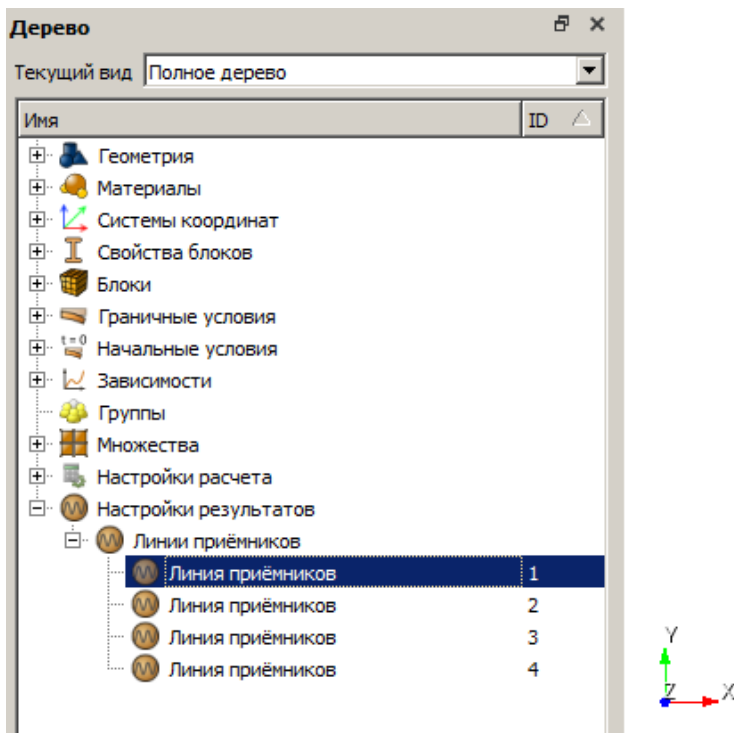 Дерево
Текущий вид Полное дерево
Имя ID
Геометрия
Материалы
Системы координат
Свойства блоков
Блоки
Граничные условия
t=0
Начальные условия
Зависимости
Группы
Множества
Настройки расчета
Настройки результатов
Линии приёмников
Линия приёмников 1
Линия приёмников 2
Линия приёмников 3
Линия приёмников 4
Y
Z X